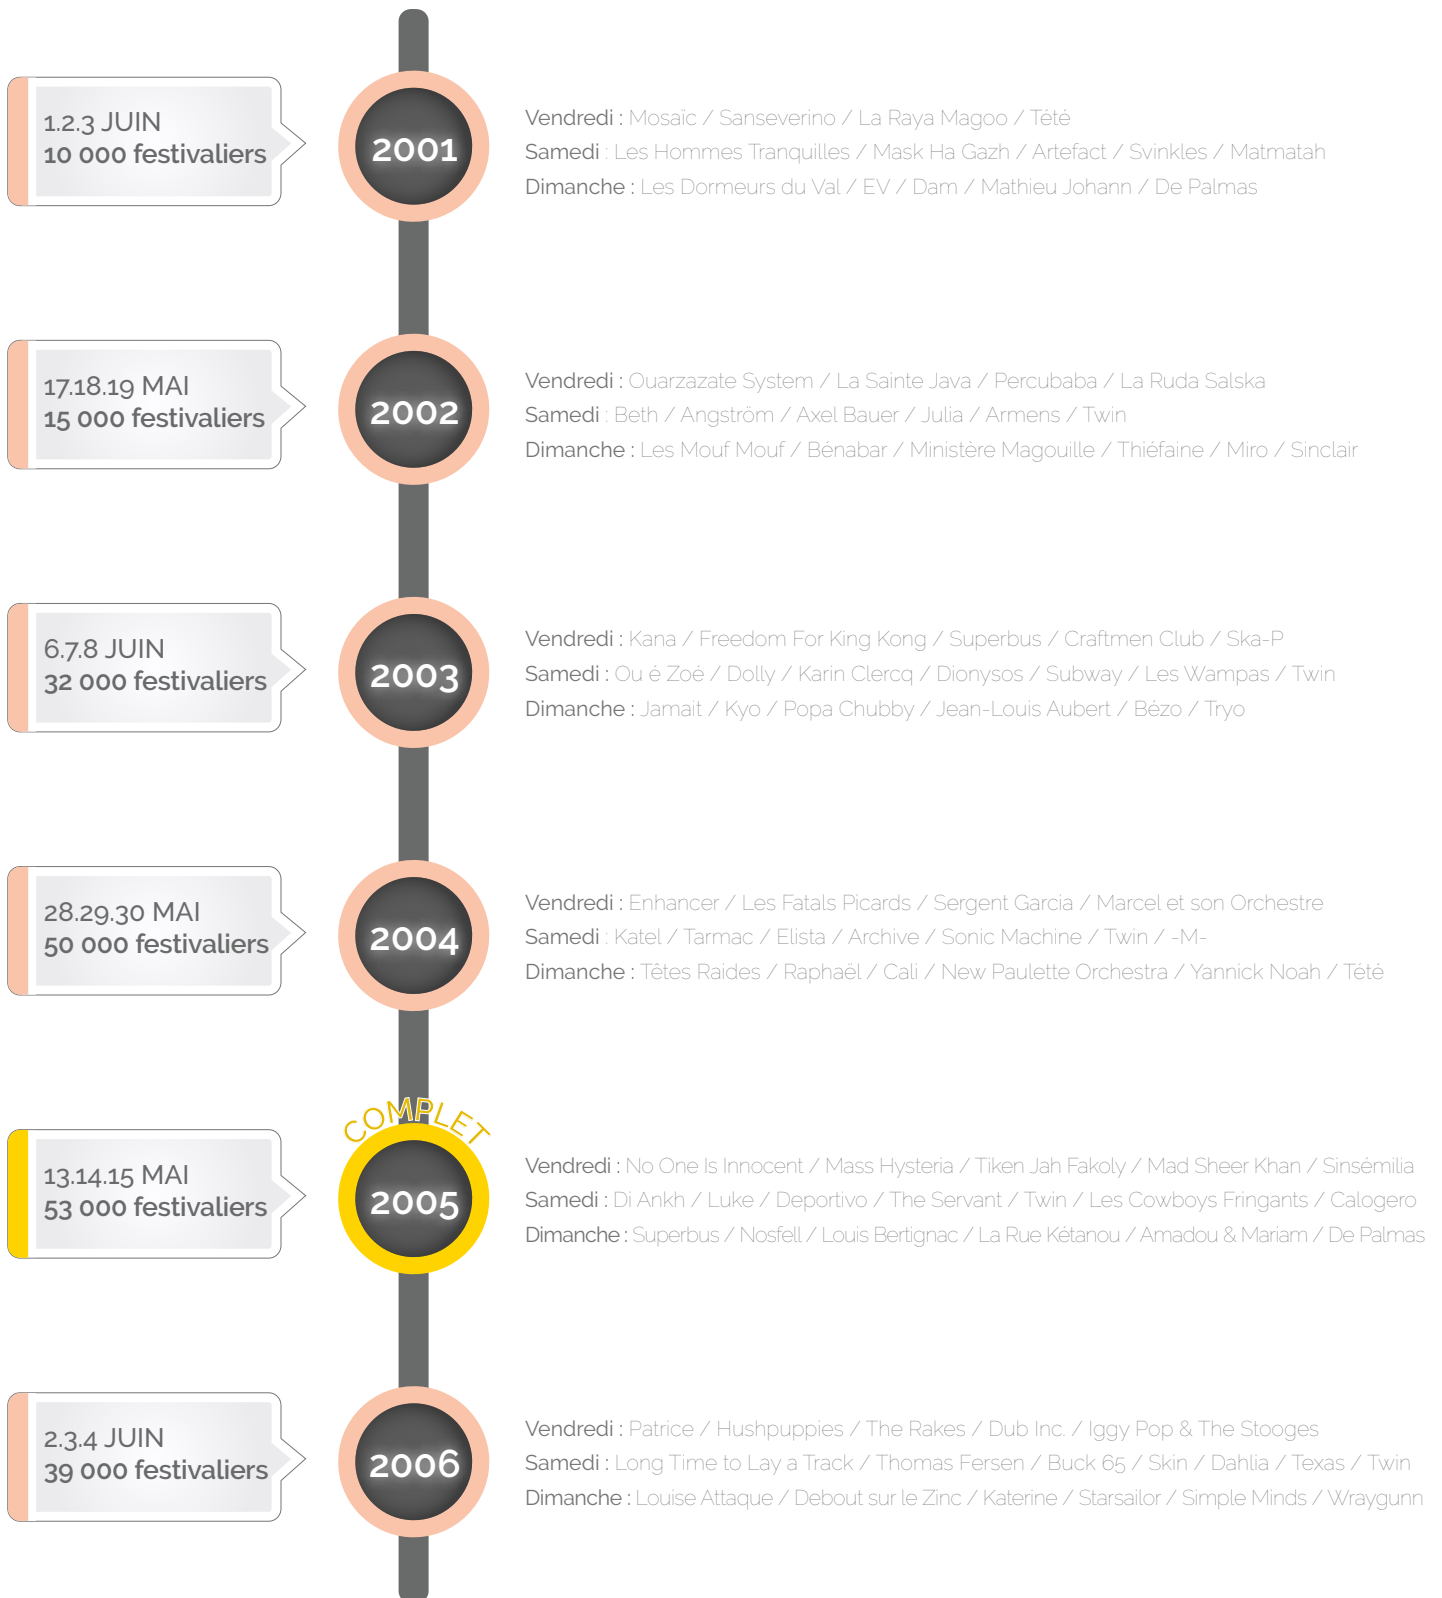 1.2.3 JUIN
10 000 festivaliers
2001
Vendredi : Mosaïc / Sanseverino / La Raya Magoo / Tété
Samedi : Les Hommes Tranquilles / Mask Ha Gazh / Artefact / Svinkles / Matmatah
Dimanche : Les Dormeurs du Val / EV / Dam / Mathieu Johann / De Palmas
17.18.19 MAI
15 000 festivaliers
2002
Vendredi : Ouarzazate System / La Sainte Java / Percubaba / La Ruda Salska
Samedi : Beth / Angström / Axel Bauer / Julia / Armens / Twin
Dimanche : Les Mouf Mouf / Bénabar / Ministère Magouille / Thiéfaine / Miro / Sinclair
6.7.8 JUIN
32 000 festivaliers
2003
Vendredi : Kana / Freedom For King Kong / Superbus / Craftmen Club / Ska-P
Samedi : Ou é Zoé / Dolly / Karin Clercq / Dionysos / Subway / Les Wampas / Twin
Dimanche : Jamait / Kyo / Popa Chubby / Jean-Louis Aubert / Bézo / Tryo
28.29.30 MAI
50 000 festivaliers
2004
Vendredi : Enhancer / Les Fatals Picards / Sergent Garcia / Marcel et son Orchestre
Samedi : Katel / Tarmac / Elista / Archive / Sonic Machine / Twin / -M-
Dimanche : Têtes Raides / Raphaël / Cali / New Paulette Orchestra / Yannick Noah / Tété
13.14.15 MAI
53 000 festivaliers
COMPLET
2005
Vendredi : No One Is Innocent / Mass Hysteria / Tiken Jah Fakoly / Mad Sheer Khan / Sinsémilia
Samedi : Di Ankh / Luke / Deportivo / The Servant / Twin / Les Cowboys Fringants / Calogero
Dimanche : Superbus / Nosfell / Louis Bertignac / La Rue Kétanou / Amadou & Mariam / De Palmas
2.3.4 JUIN
39 000 festivaliers
2006
Vendredi : Patrice / Hushpuppies / The Rakes / Dub Inc. / Iggy Pop & The Stooges
Samedi : Long Time to Lay a Track / Thomas Fersen / Buck 65 / Skin / Dahlia / Texas / Twin
Dimanche : Louise Attaque / Debout sur le Zinc / Katerine / Starsailor / Simple Minds / Wraygunn